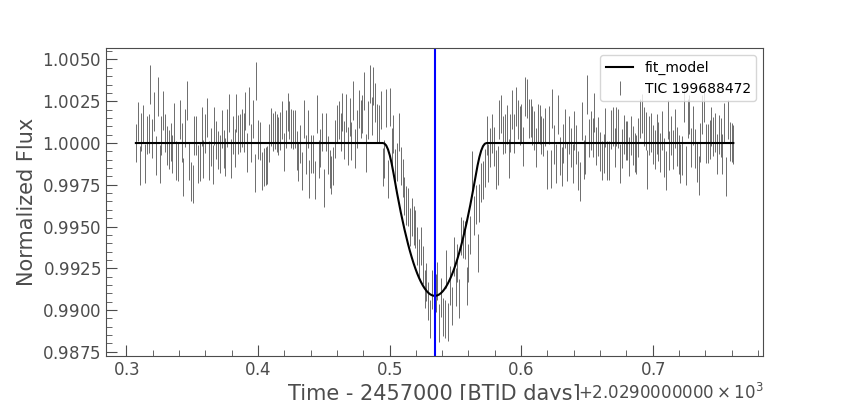 1.0050
1.0025
1.0000
0.9975
0.9950
0.9925
0.9900
0.9875
Normalized Flux
fit_model
TIC 199688472
0.3
0.4
0.5
0.6
0.7
Time - 2457000 [BTJD days]
+2.0290000000 × 10³